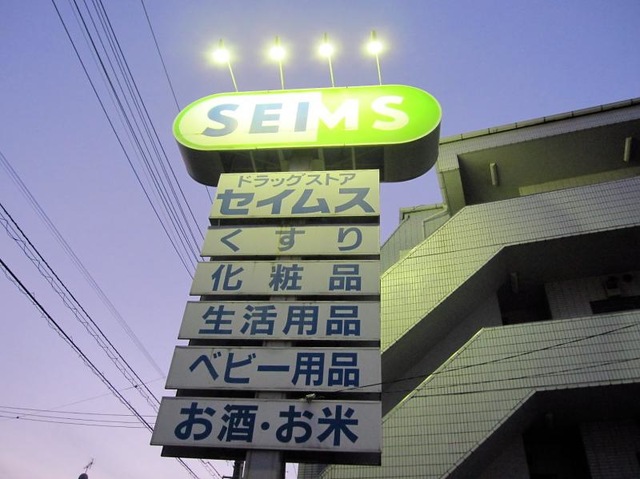 SEIMS
ドラッグストア
セイムス
くすり
化粧品
生活用品
ベビー用品
お酒・お米